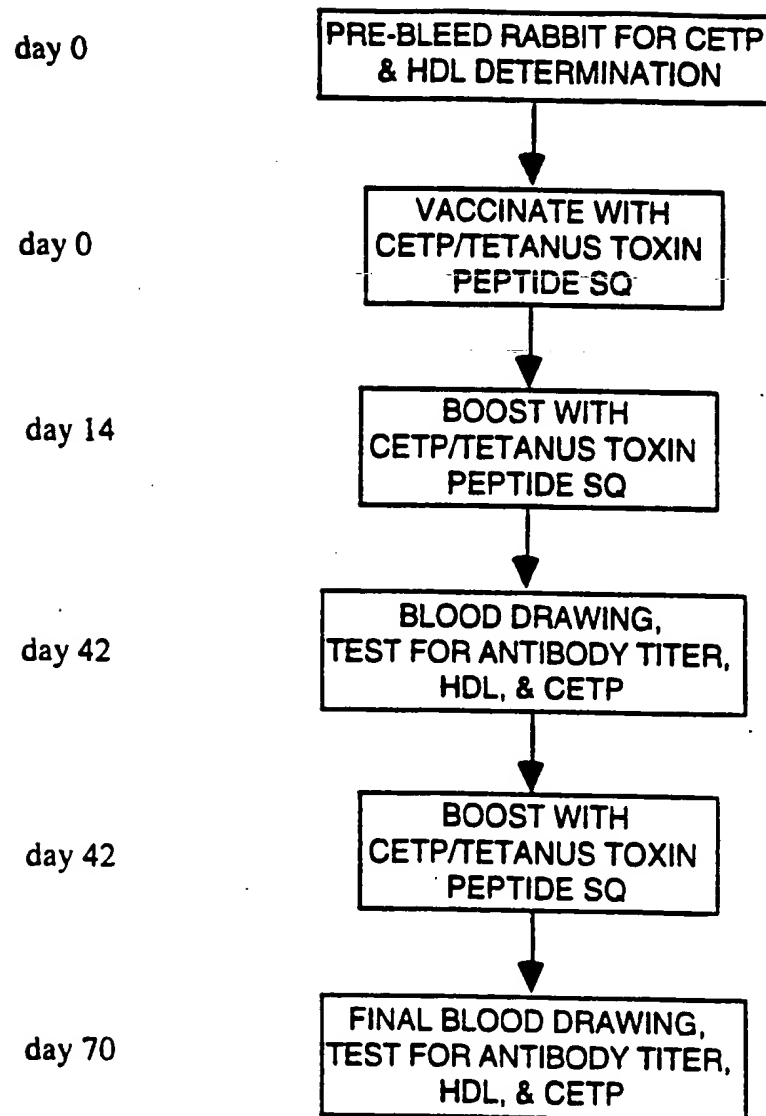 day 0
PRE-BLEED RABBIT FOR CETP
& HDL DETERMINATION
day 0
VACCINATE WITH
CETP/TETANUS TOXIN
PEPTIDE SQ
day 14
BOOST WITH
CETP/TETANUS TOXIN
PEPTIDE SQ
day 42
BLOOD DRAWING,
TEST FOR ANTIBODY TITER,
HDL, & CETP
day 42
BOOST WITH
CETP/TETANUS TOXIN
PEPTIDE SQ
day 70
FINAL BLOOD DRAWING,
TEST FOR ANTIBODY TITER,
HDL, & CETP